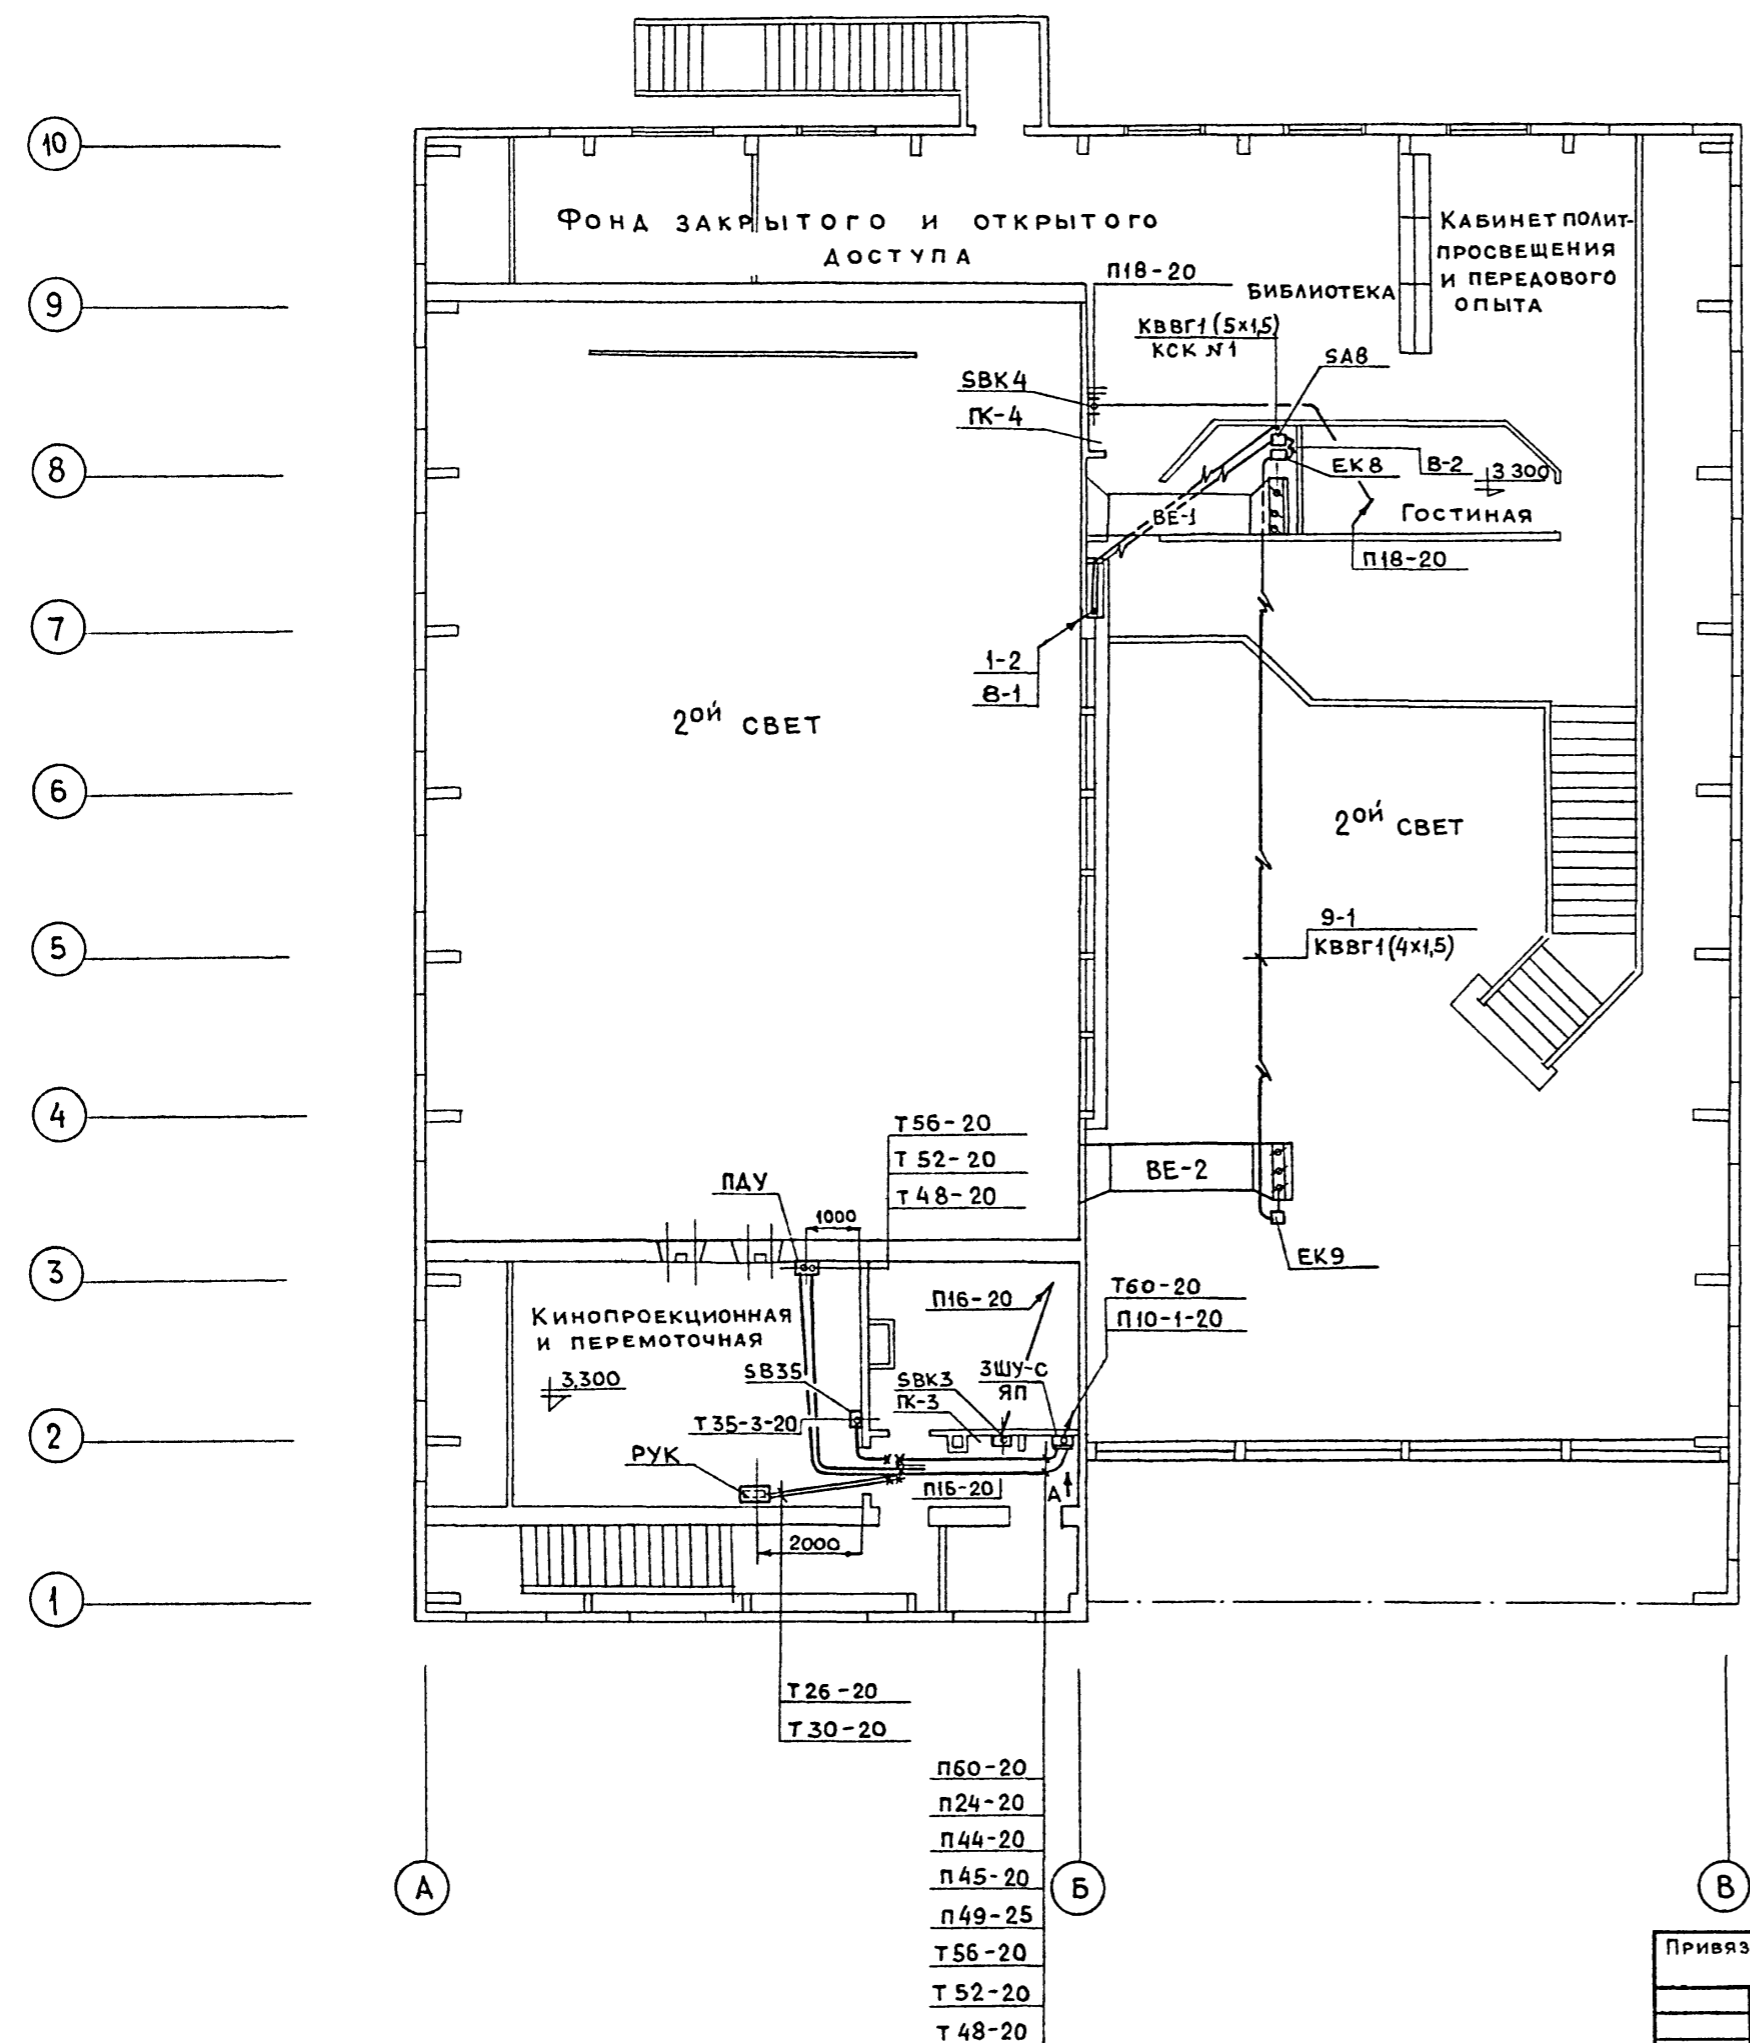 10
Фонд закрытого и открытого
доступа
Кабинет полит-
просвещения
и передового
опыта
9
П18-20
Библиотека
КВВГ1 (5×1,5)
КСК №1
SA8
SBK4
ПК-4
8
ЕК8
8-2
3.300
ВЕ-1
Гостиная
П18-20
7
1-2
8-1
2ой свет
6
2ой свет
9-1
КВВГ1 (4×1,5)
5
4
Т56-20
Т52-20
Т48-20
ПДУ
ВЕ-2
1000
3
ЕК9
Т60-20
П10-1-20
П16-20
Кинопроекционная
и перемоточная
3,300
SB35
SBK3
ПК-3
ЗШУ-С
ЯП
Т35-3-20
2
РУК
П16-20
А
2000
1
Т26-20
Т30-20
П60-20
П24-20
П44-20
П45-20
П49-25
Т56-20
Т52-20
Т48-20
А
Б
В
Привяз